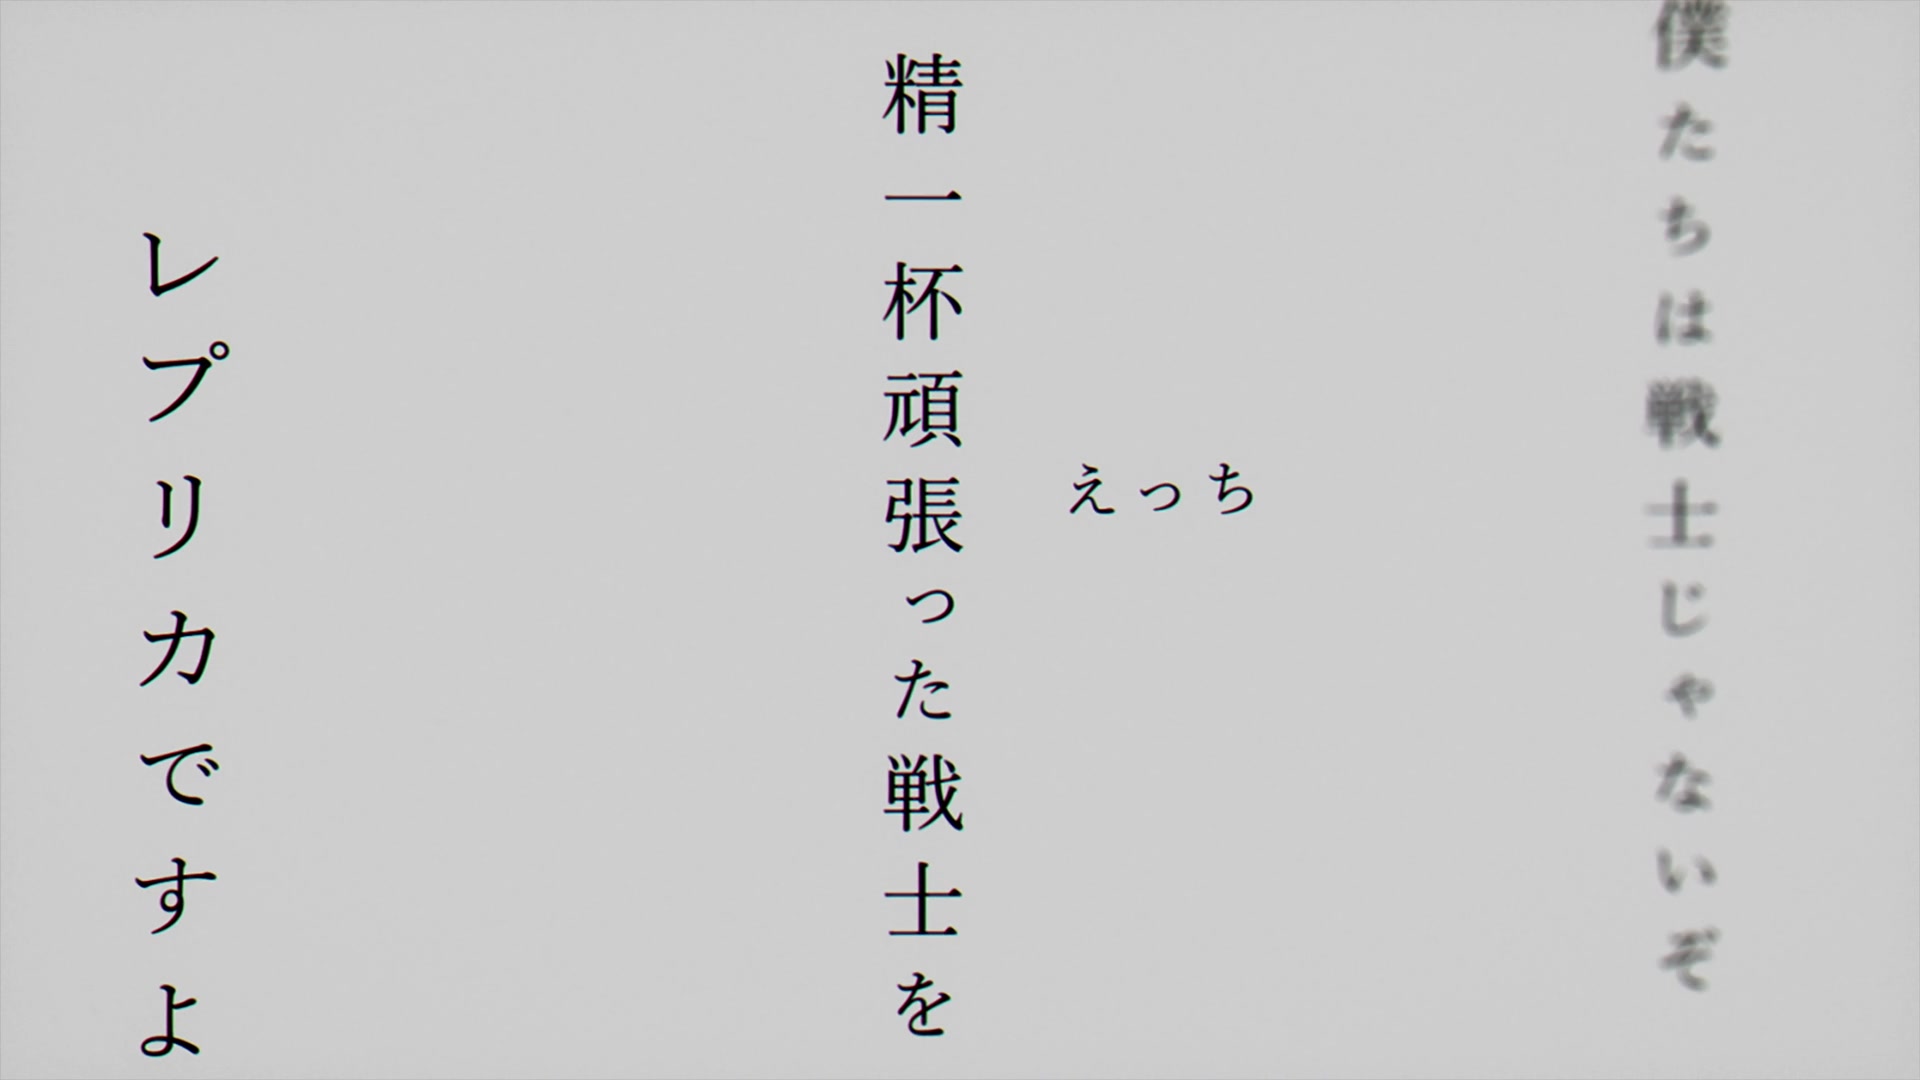 僕たちは戦士じゃないぞ
えっち
精一杯頑張った戦士を
レプリカですよ